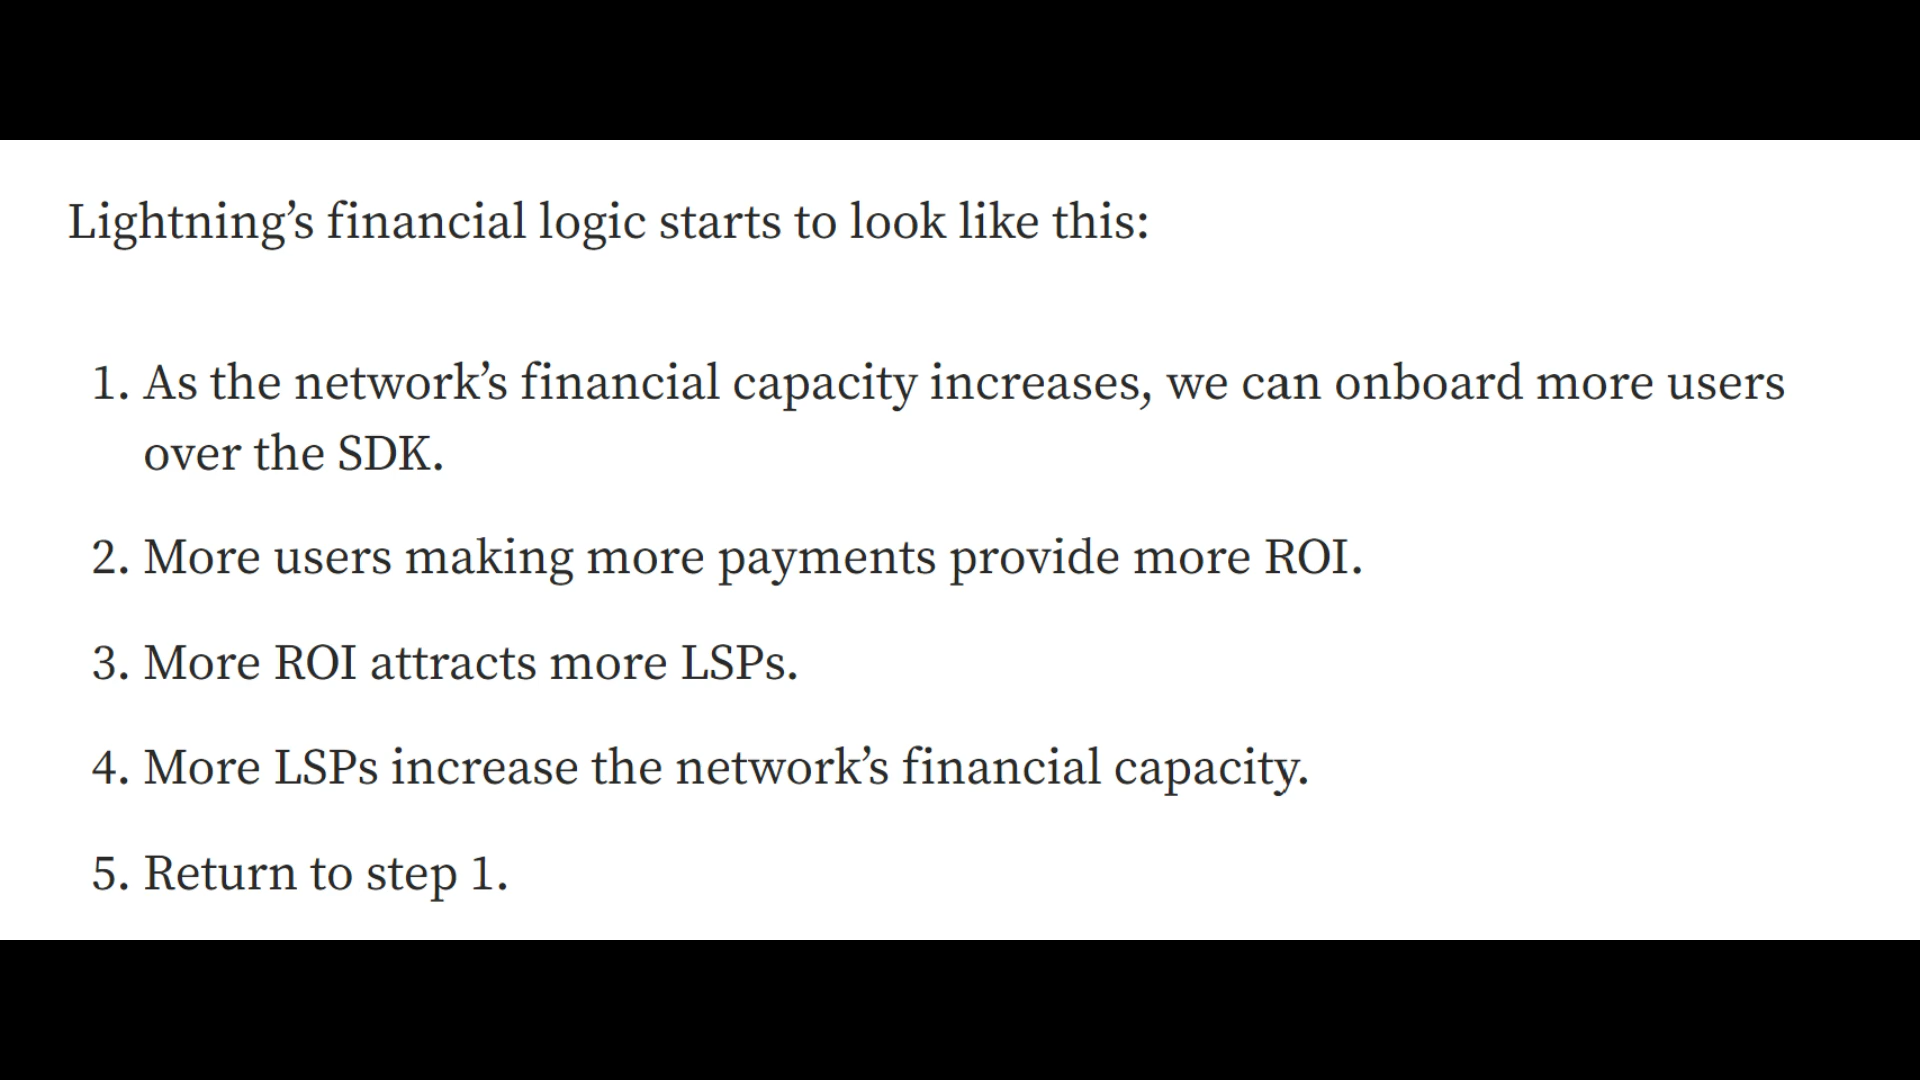 Lightning’s financial logic starts to look like this:
1. As the network’s financial capacity increases, we can onboard more users
over the SDK.
2. More users making more payments provide more ROI.
3. More ROI attracts more LSPs.
4. More LSPs increase the network’s financial capacity.
5. Return to step 1.